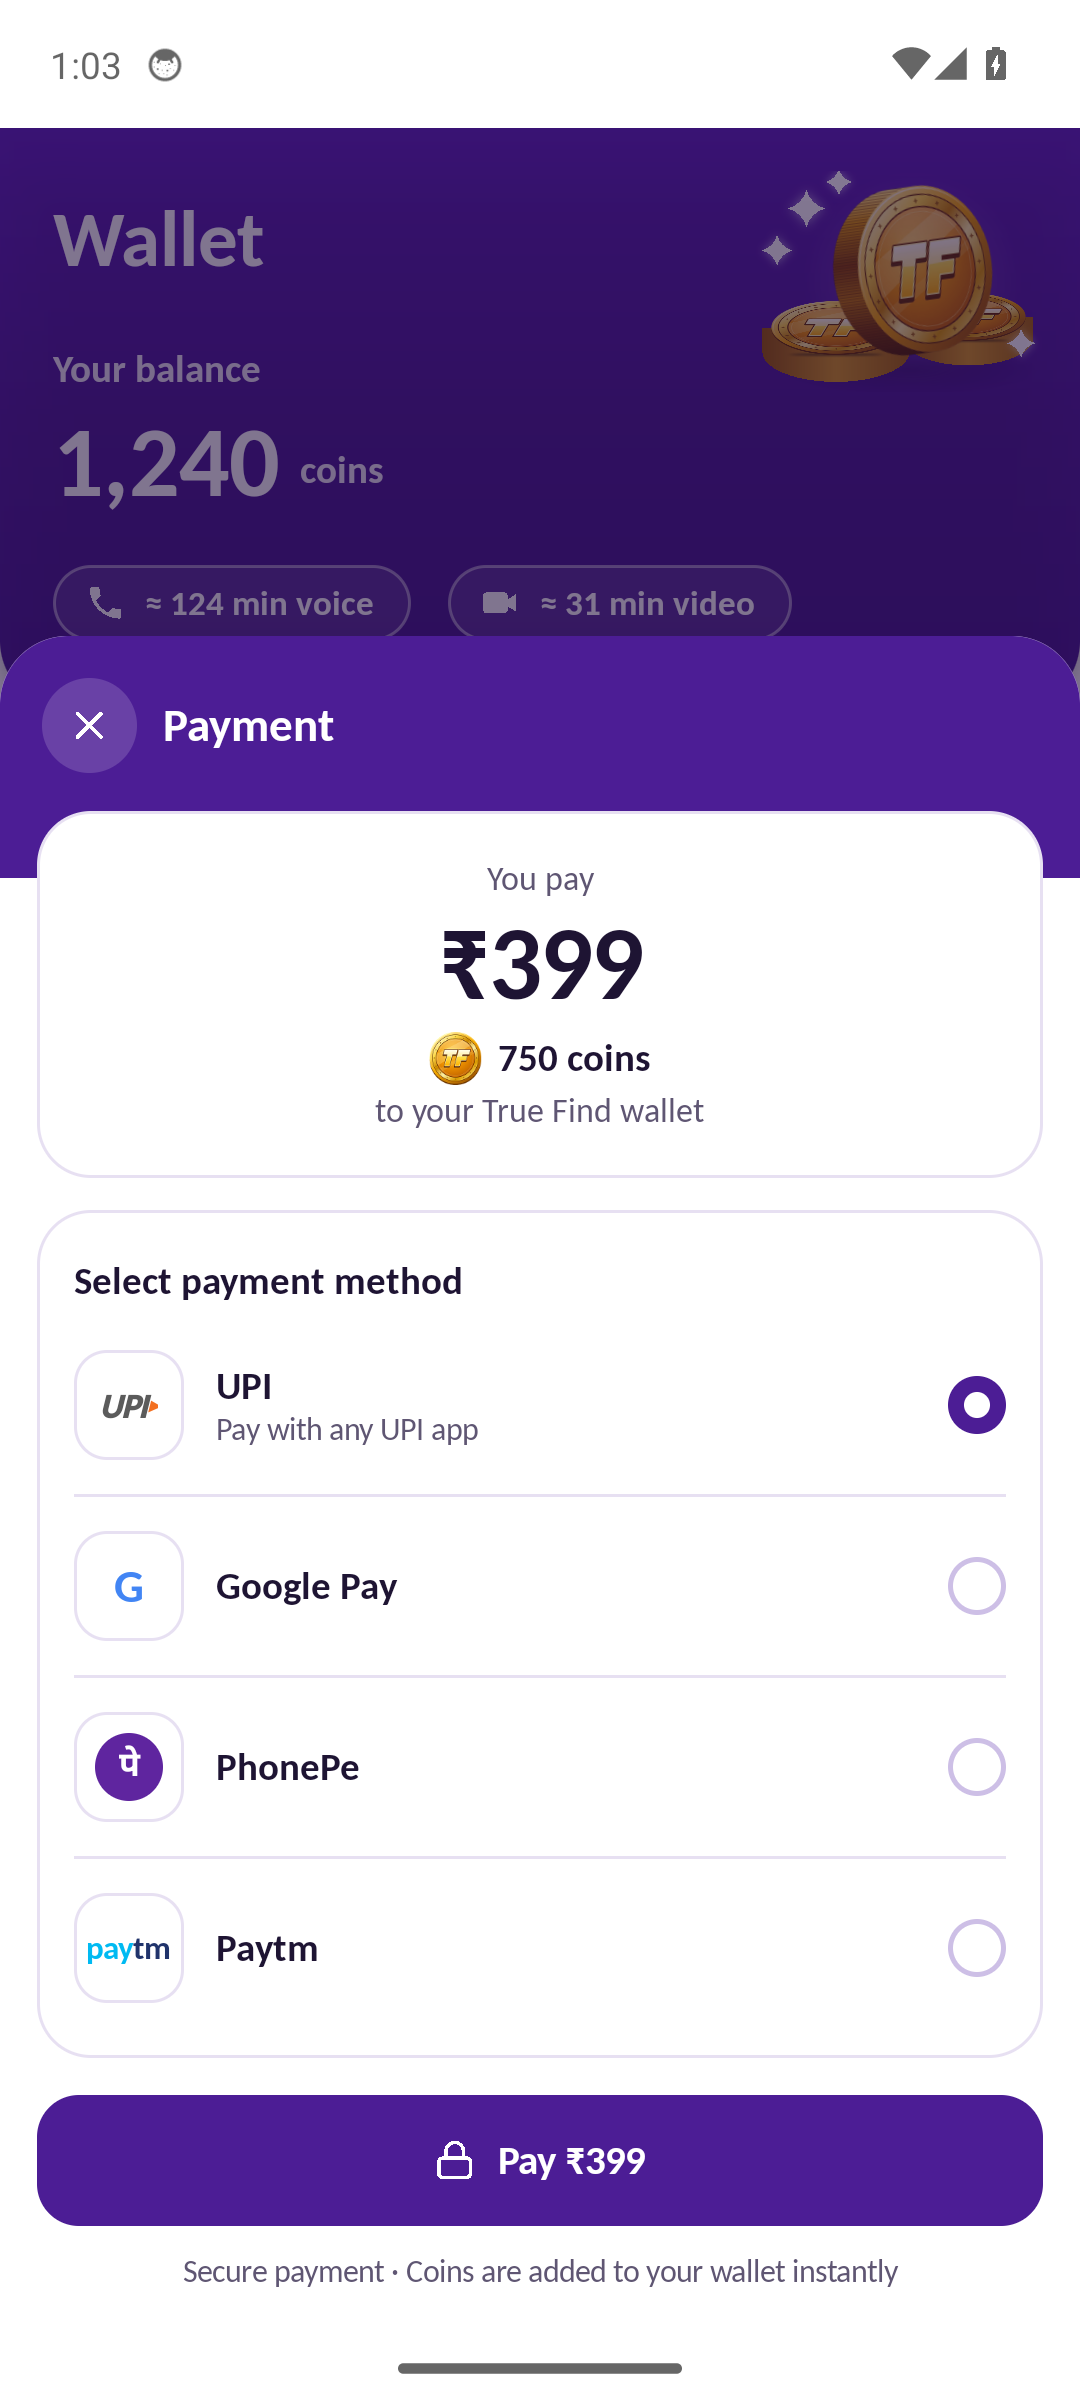 1:03
Wallet
TF
Your balance
1,240 coins
≈ 124 min voice
≈ 31 min video
Payment
You pay
₹399
TF 750 coins
to your True Find wallet
Select payment method
UPI
UPI
Pay with any UPI app
G Google Pay
पे PhonePe
paytm Paytm
Pay ₹399
Secure payment · Coins are added to your wallet instantly